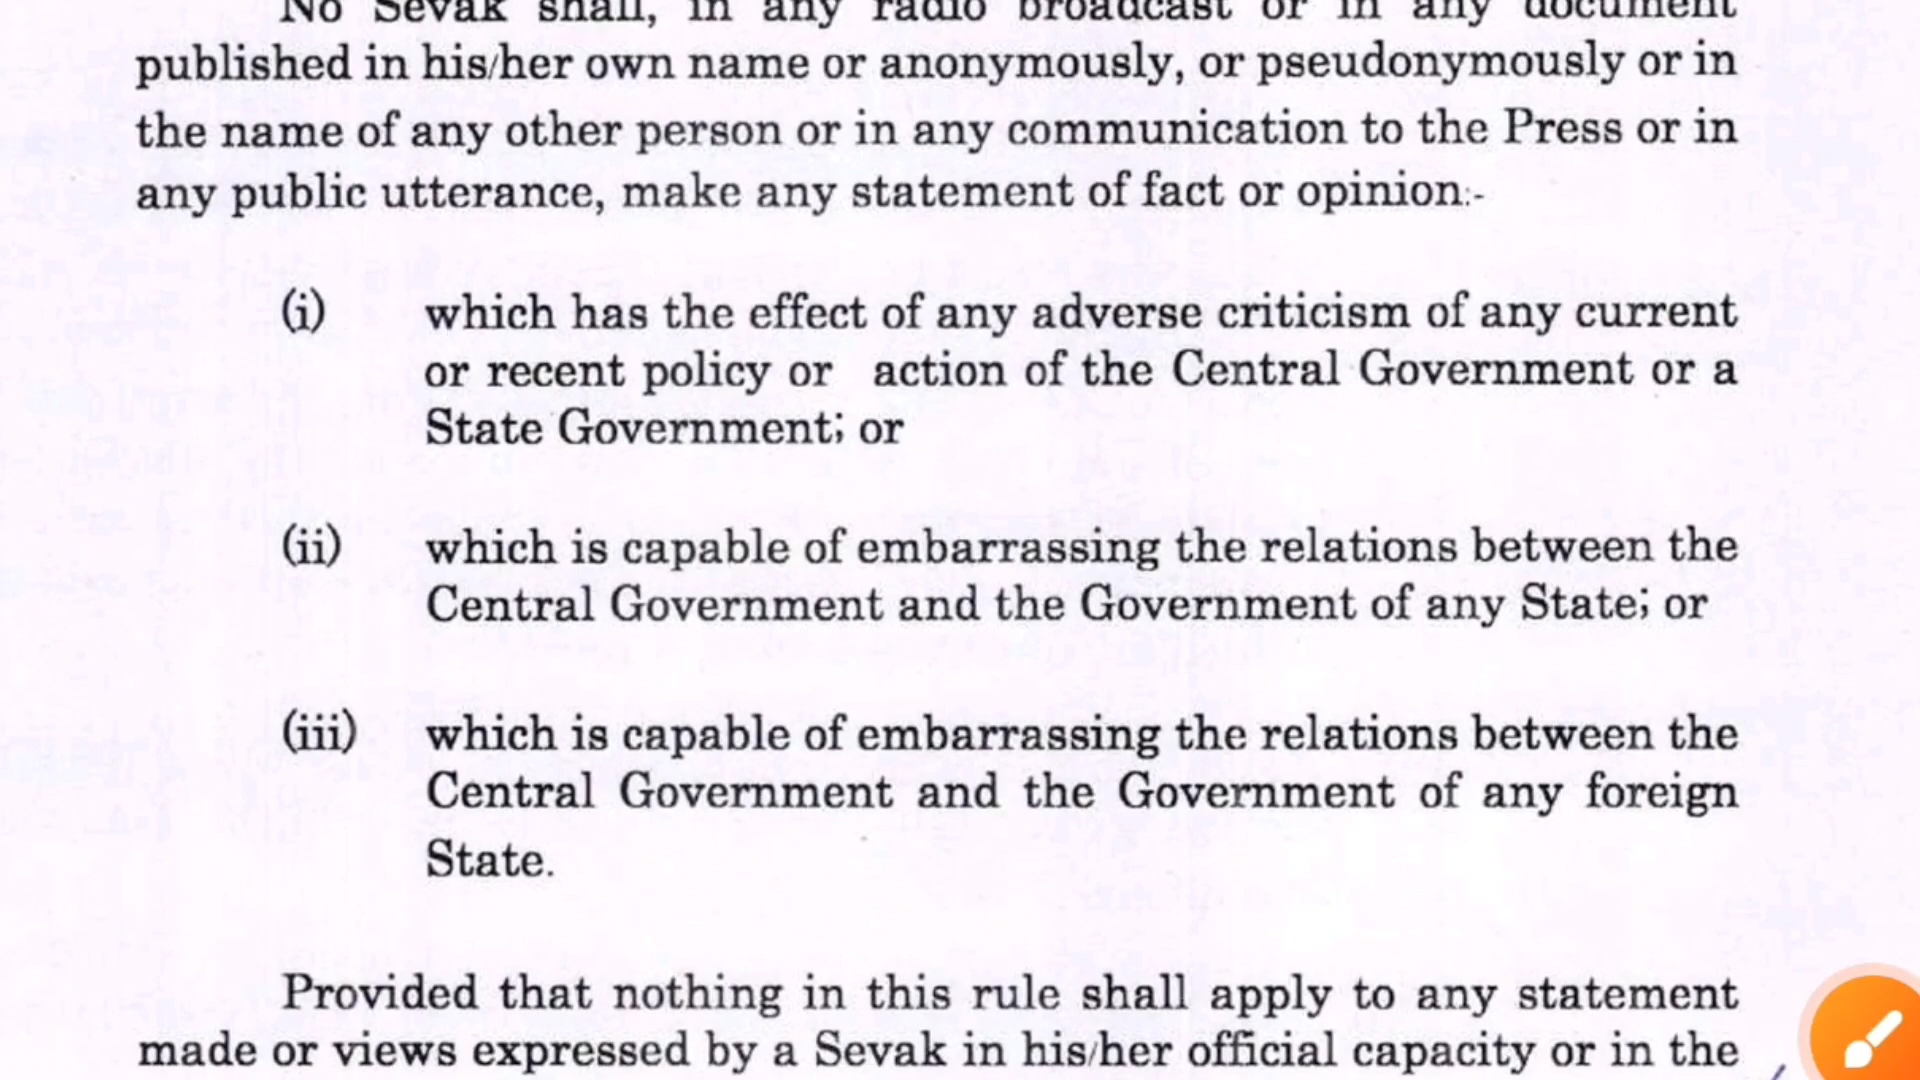 No Sevak shall, in any radio broadcast or in any document
published in his/her own name or anonymously, or pseudonymously or in
the name of any other person or in any communication to the Press or in
any public utterance, make any statement of fact or opinion:-
(i) which has the effect of any adverse criticism of any current
or recent policy or action of the Central Government or a
State Government; or
(ii) which is capable of embarrassing the relations between the
Central Government and the Government of any State; or
(iii) which is capable of embarrassing the relations between the
Central Government and the Government of any foreign
State.
Provided that nothing in this rule shall apply to any statement
made or views expressed by a Sevak in his/her official capacity or in the